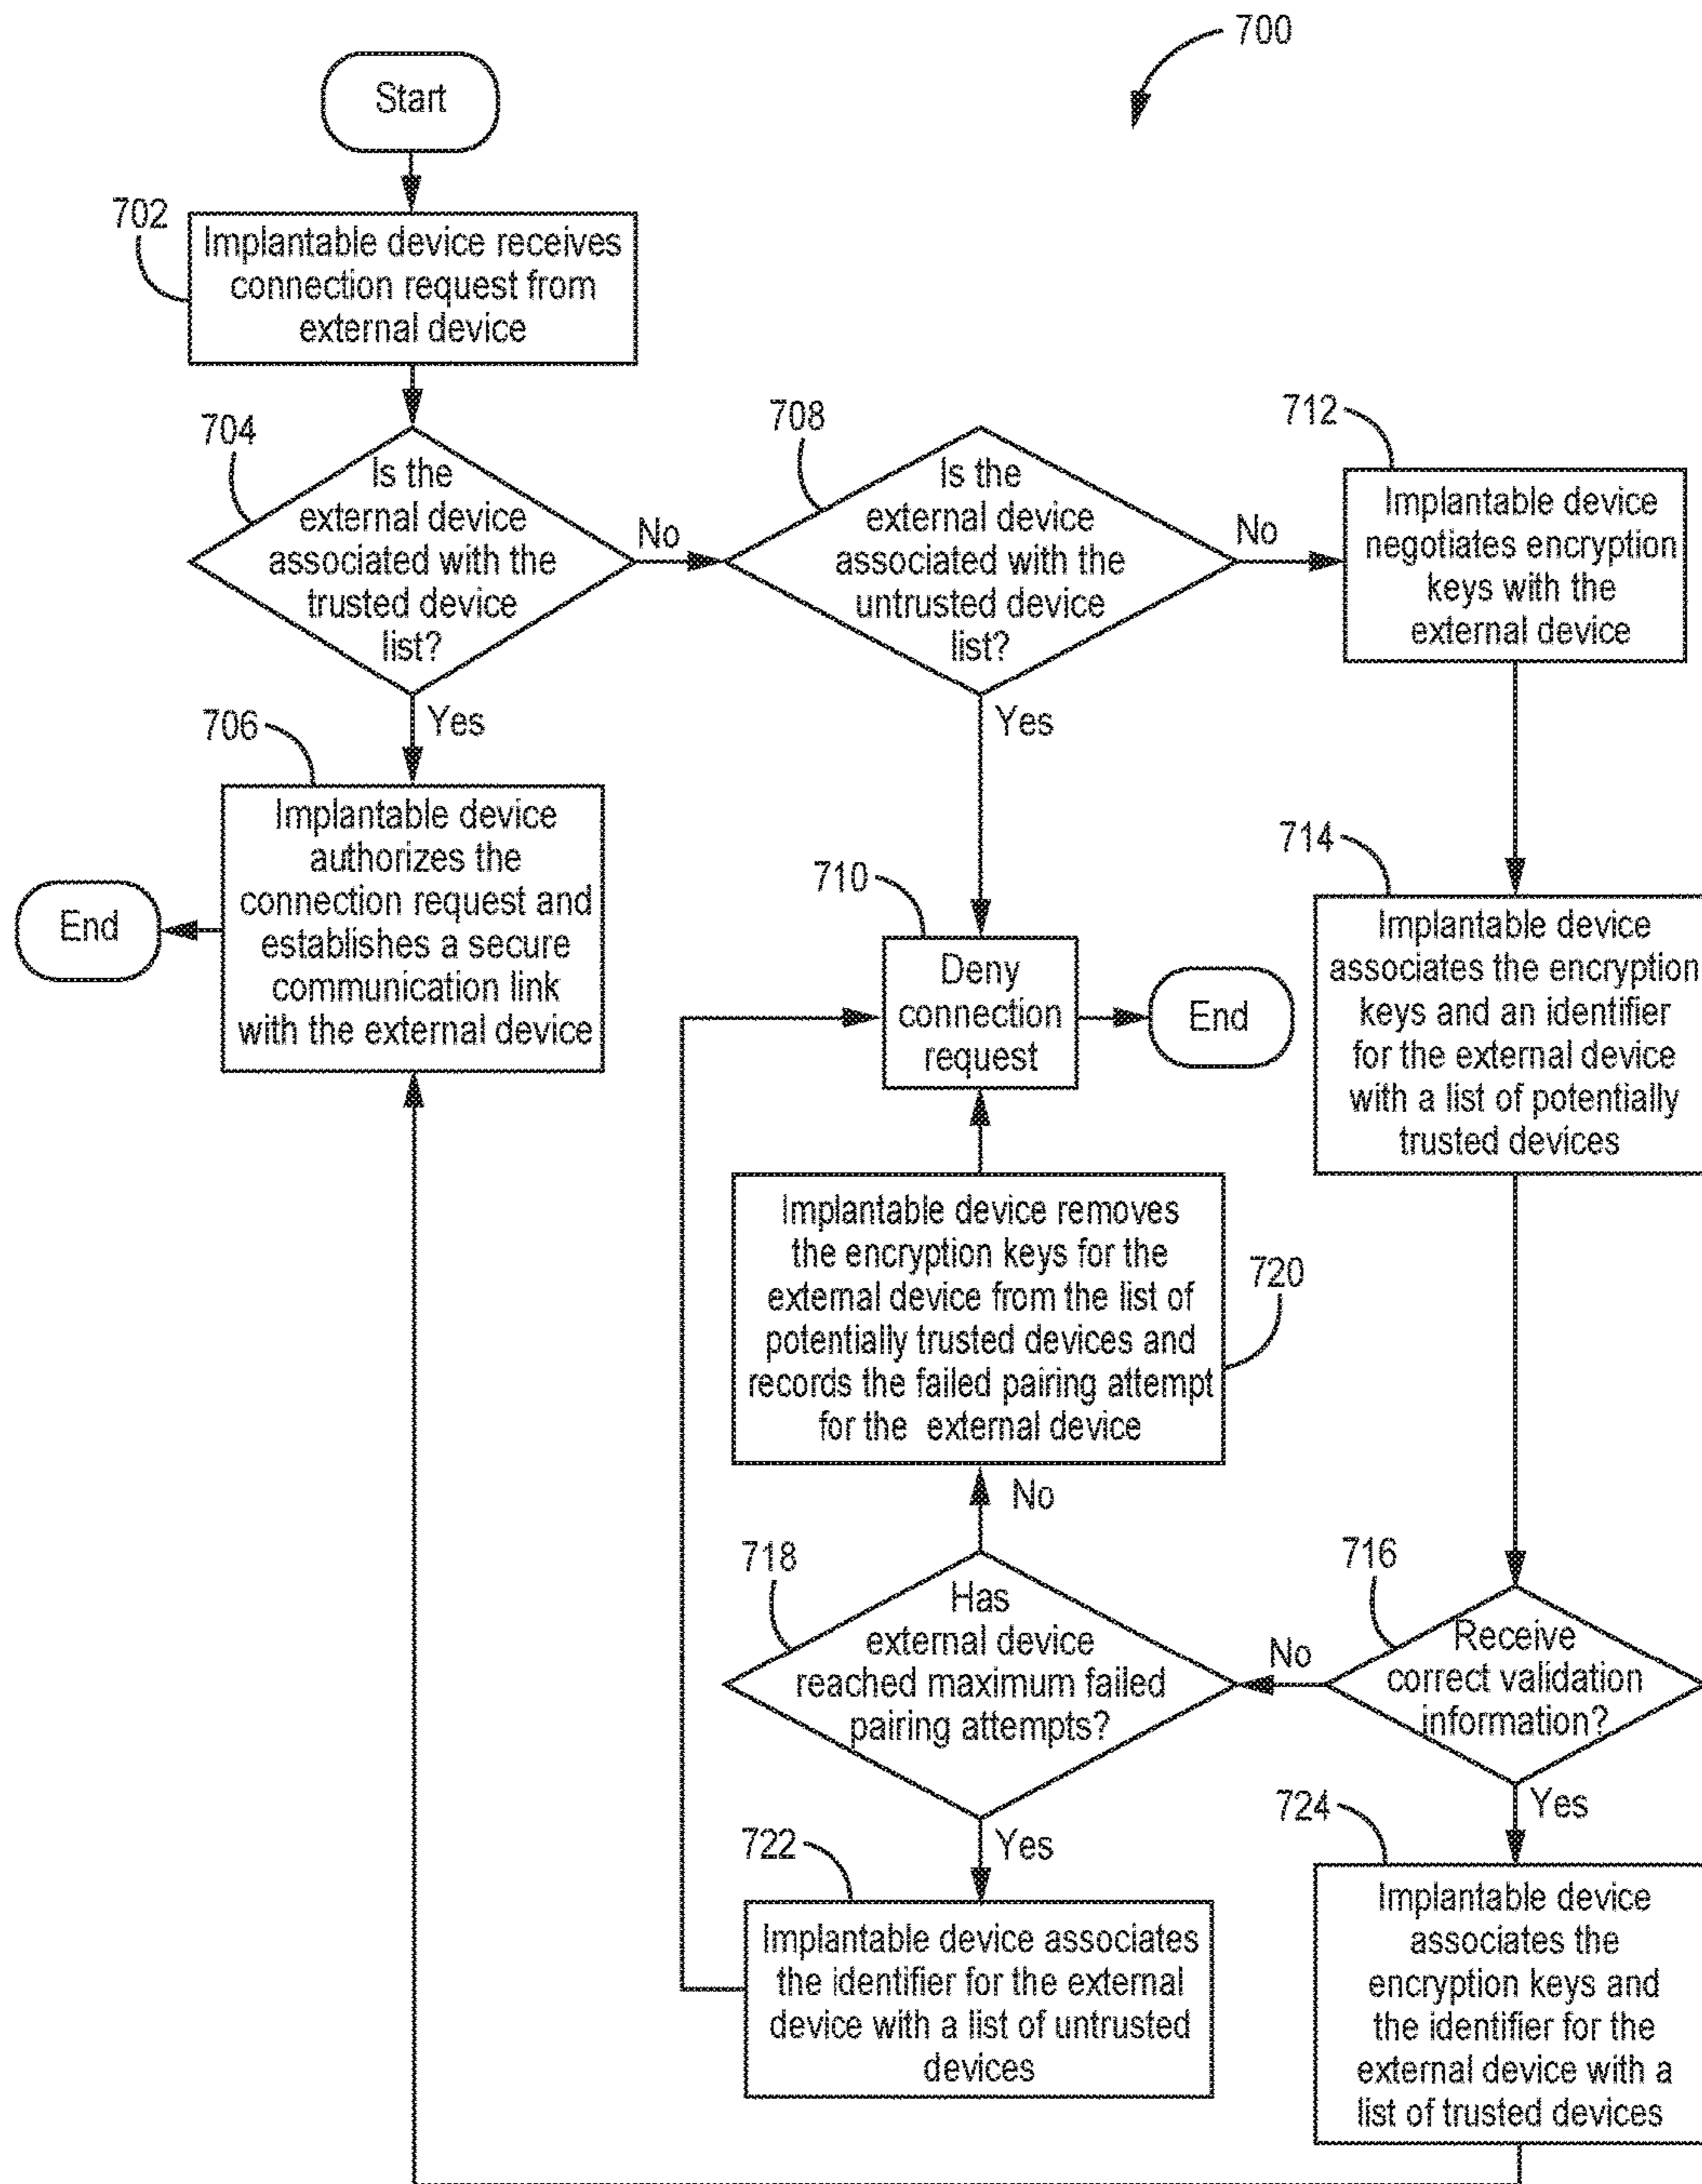 700
Start
702
Implantable device receives
connection request from
external device
704
Is the
external device
associated with the
trusted device
list?
No
Yes
708
Is the
external device
associated with the
untrusted device
list?
No
Yes
712
Implantable device
negotiates encryption
keys with the
external device
706
Implantable device
authorizes the
connection request and
establishes a secure
communication link
with the external device
End
710
Deny
connection
request
End
714
Implantable device
associates the encryption
keys and an identifier
for the external device
with a list of potentially
trusted devices
Implantable device removes
the encryption keys for the
external device from the list of
potentially trusted devices and
records the failed pairing attempt
for the external device
720
No
718
Has
external device
reached maximum failed
pairing attempts?
Yes
716
Receive
correct validation
information?
No
Yes
722
Implantable device associates
the identifier for the external
device with a list of untrusted
devices
724
Implantable device
associates the
encryption keys and
the identifier for the
external device with a
list of trusted devices